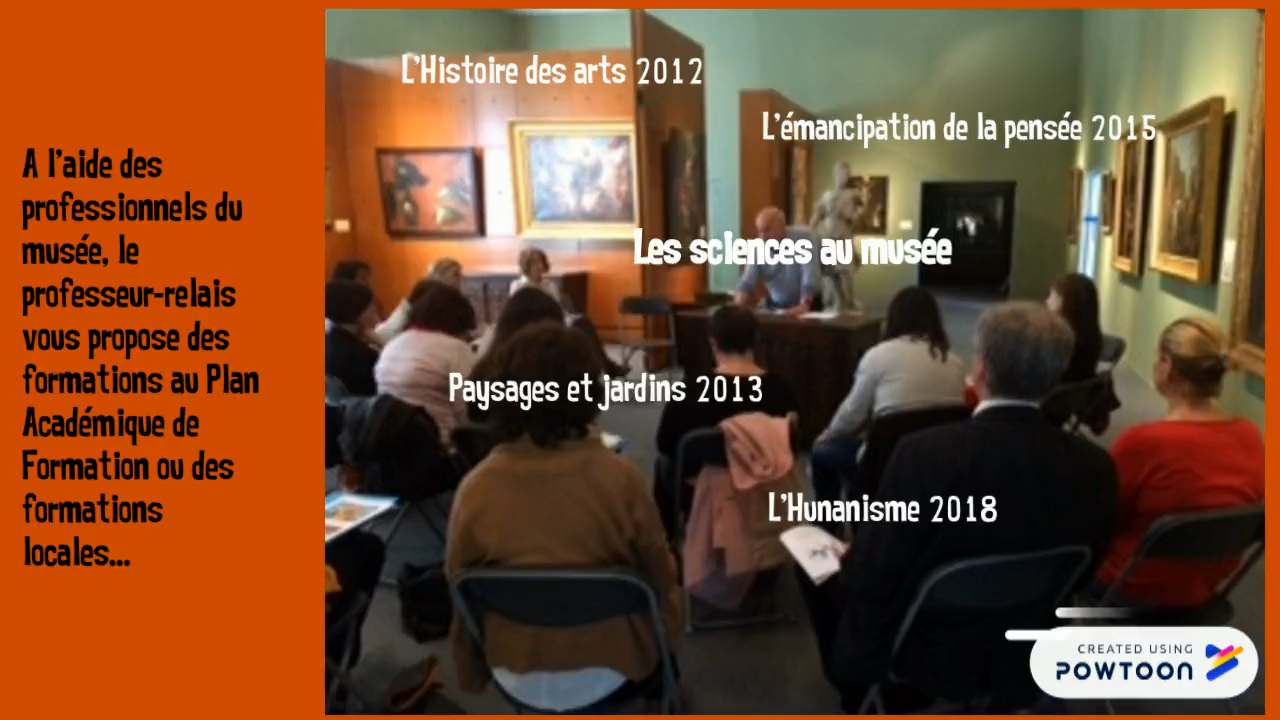 A l'aide des
professionnels du
musée, le
professeur-relais
vous propose des
formations au Plan
Académique de
Formation ou des
formations
locales...
L'Histoire des arts 2012
L'émancipation de la pensée 2015
Les sciences au musée
Paysages et jardins 2013
L'Hunanisme 2018
CREATED USING
POWTOON